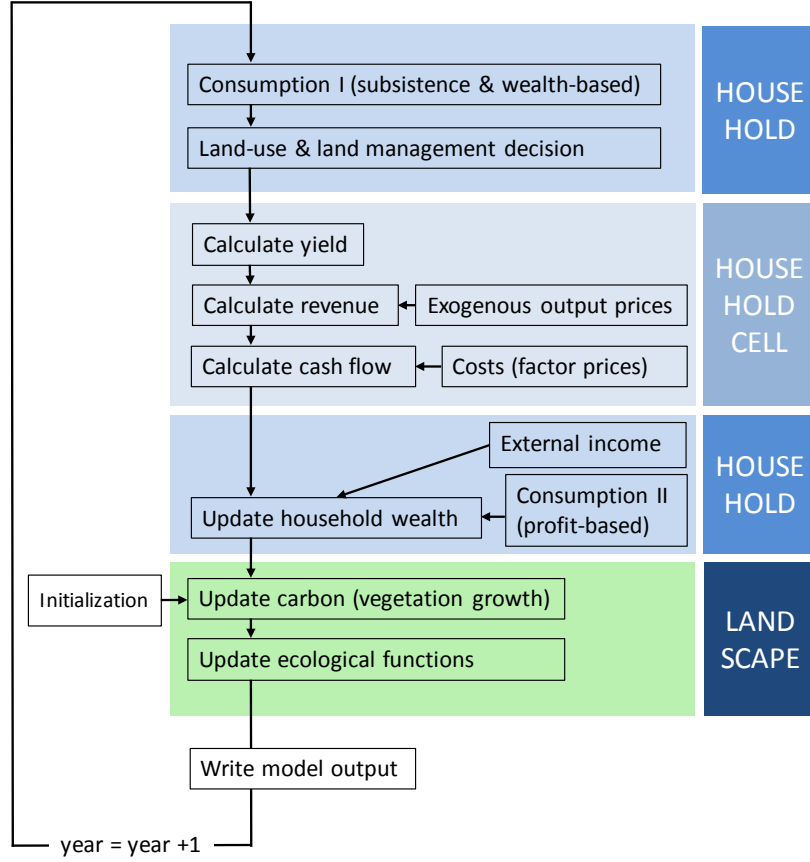 Consumption I (subsistence & wealth-based)
Land-use & land management decision
HOUSE
HOLD
Calculate yield
Calculate revenue
Exogenous output prices
Calculate cash flow
Costs (factor prices)
HOUSE
HOLD
CELL
External income
Consumption II
(profit-based)
Update household wealth
HOUSE
HOLD
Initialization
Update carbon (vegetation growth)
Update ecological functions
LAND
SCAPE
Write model output
year = year +1